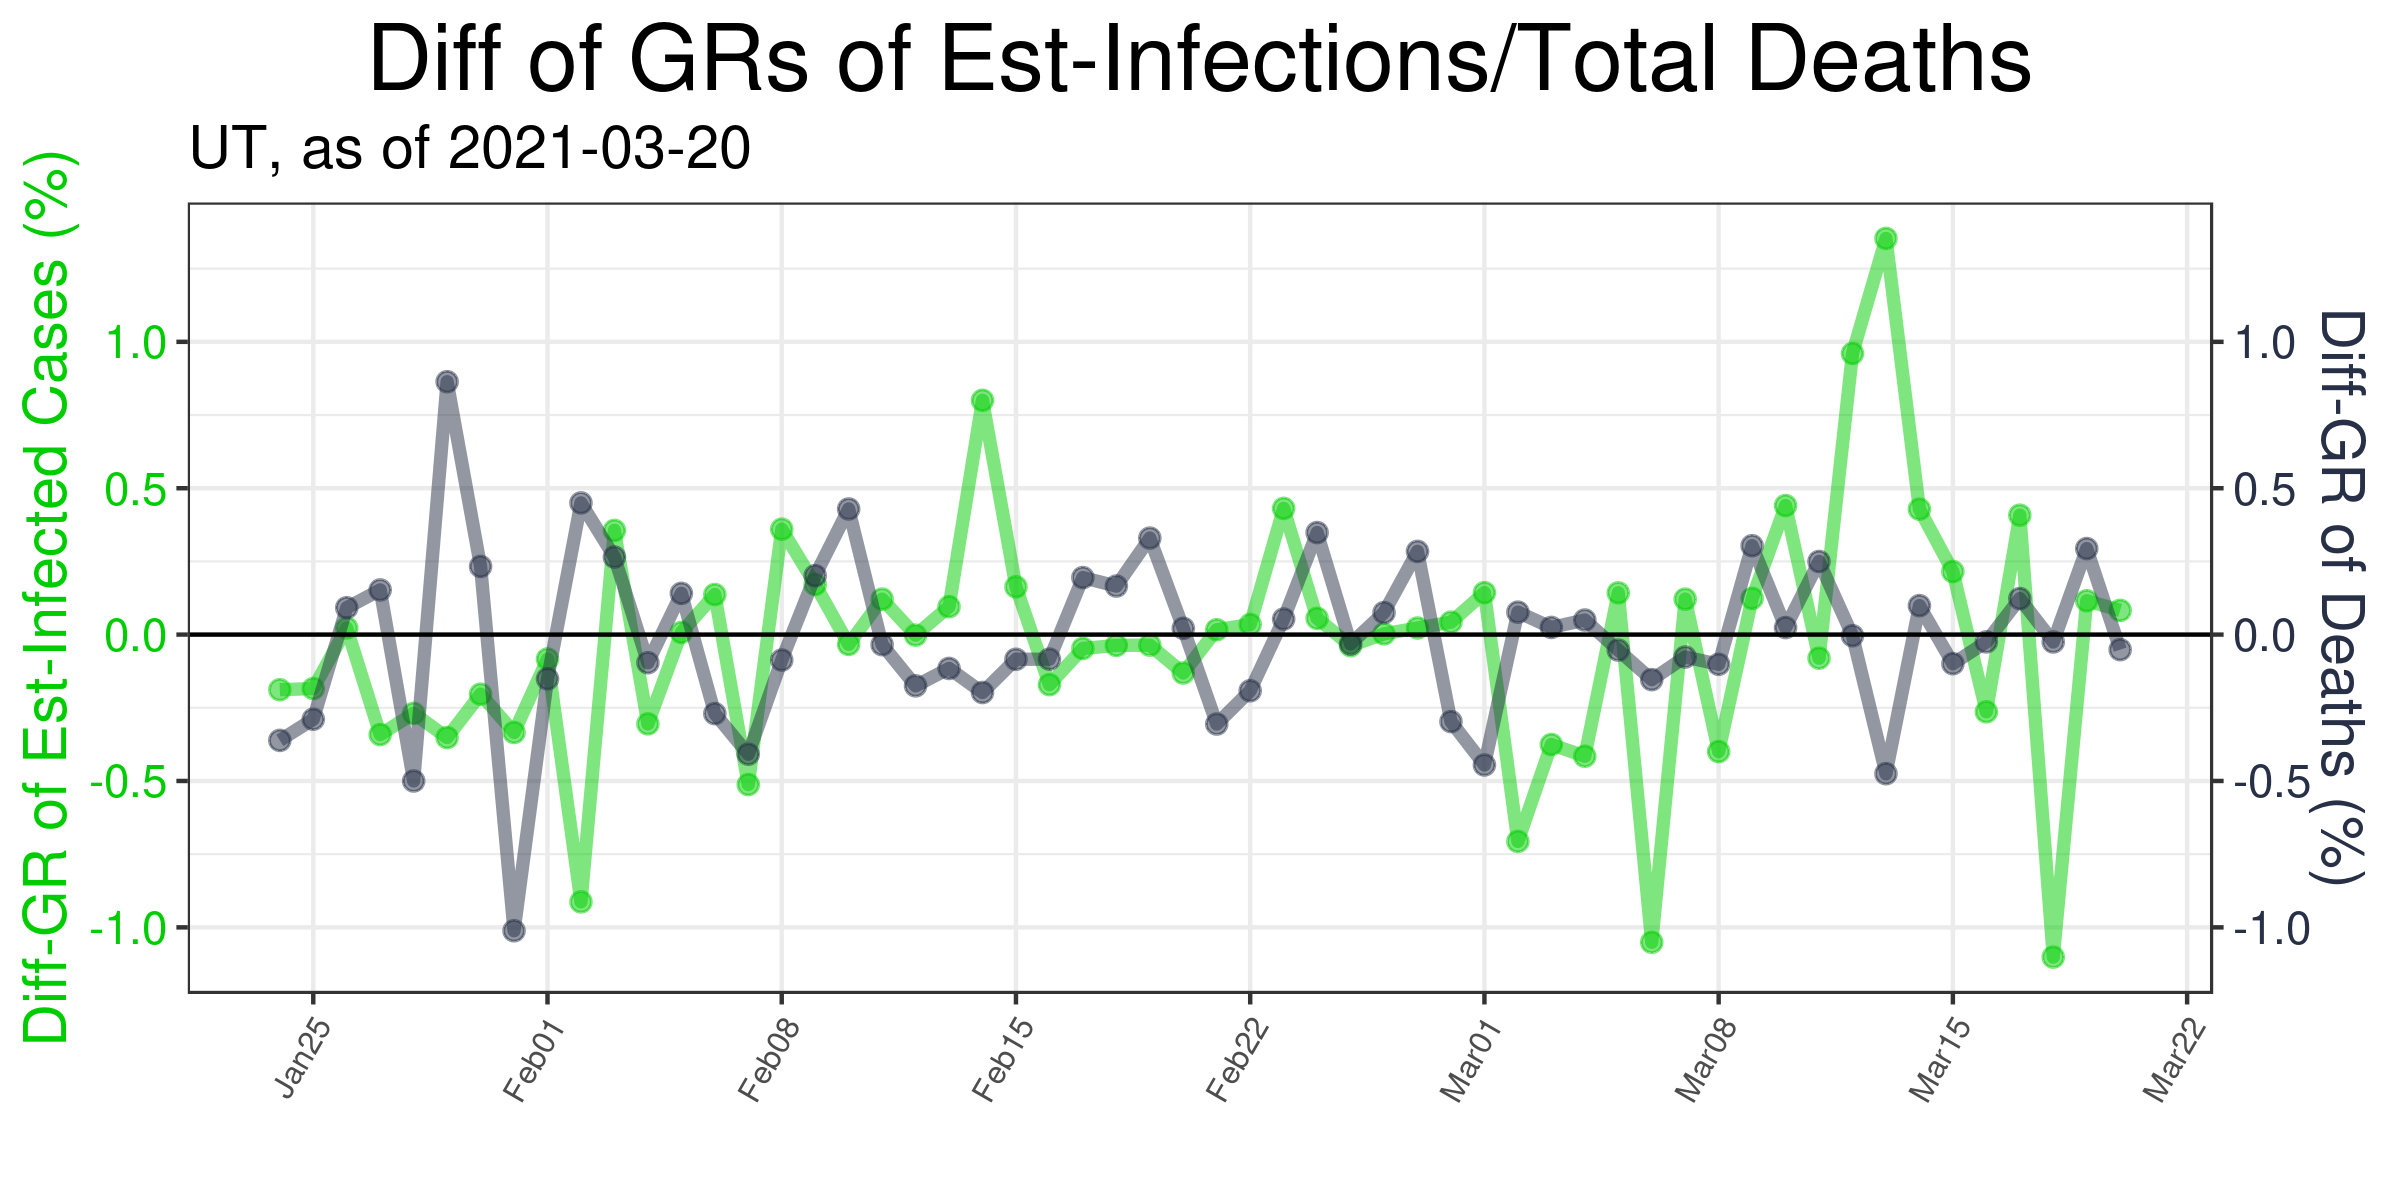 Diff of GRs of Est-Infections/Total Deaths
UT, as of 2021-03-20
Diff-GR of Est-Infected Cases (%)
1.0
0.5
0.0
-0.5
-1.0
1.0
0.5
0.0
-0.5
-1.0
Diff-GR of Deaths (%)
Jan25
Feb01
Feb08
Feb15
Feb22
Mar01
Mar08
Mar15
Mar22